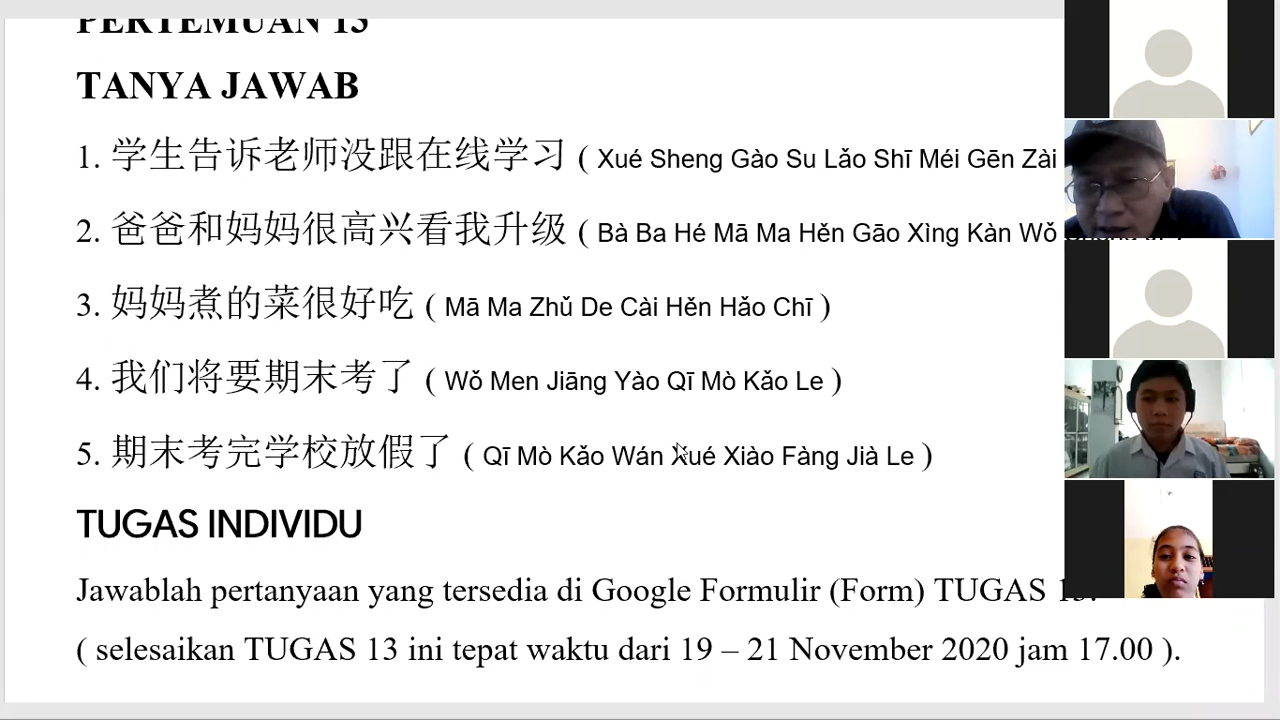 PERTEMUAN 13
TANYA JAWAB
1. 学生告诉老师没跟在线学习 ( Xué Sheng Gào Su Lǎo Shī Méi Gēn Zài
2. 爸爸和妈妈很高兴看我升级 ( Bà Ba Hé Mā Ma Hěn Gāo Xìng Kàn Wǒ
3. 妈妈煮的菜很好吃 ( Mā Ma Zhǔ De Cài Hěn Hǎo Chī )
4. 我们将要期末考了 ( Wǒ Men Jiāng Yào Qī Mò Kǎo Le )
5. 期末考完学校放假了 ( Qī Mò Kǎo Wán Xué Xiào Fàng Jià Le )
TUGAS INDIVIDU
Jawablah pertanyaan yang tersedia di Google Formulir (Form) TUGAS 13.
( selesaikan TUGAS 13 ini tepat waktu dari 19 – 21 November 2020 jam 17.00 ).